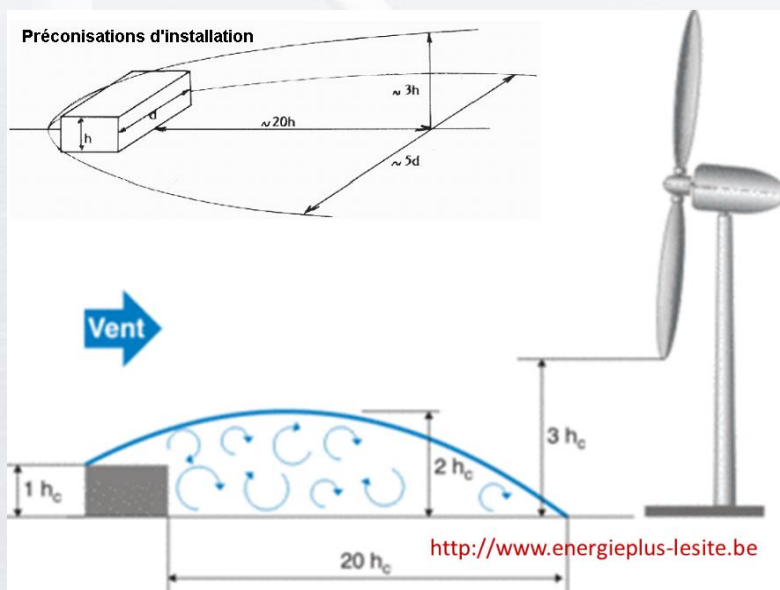 Préconisations d'installation
~ 3h
d
h
~20h
~ 5d
Vent
3 hc
1 hc
2 hc
http://www.energieplus-lesite.be
20 hc